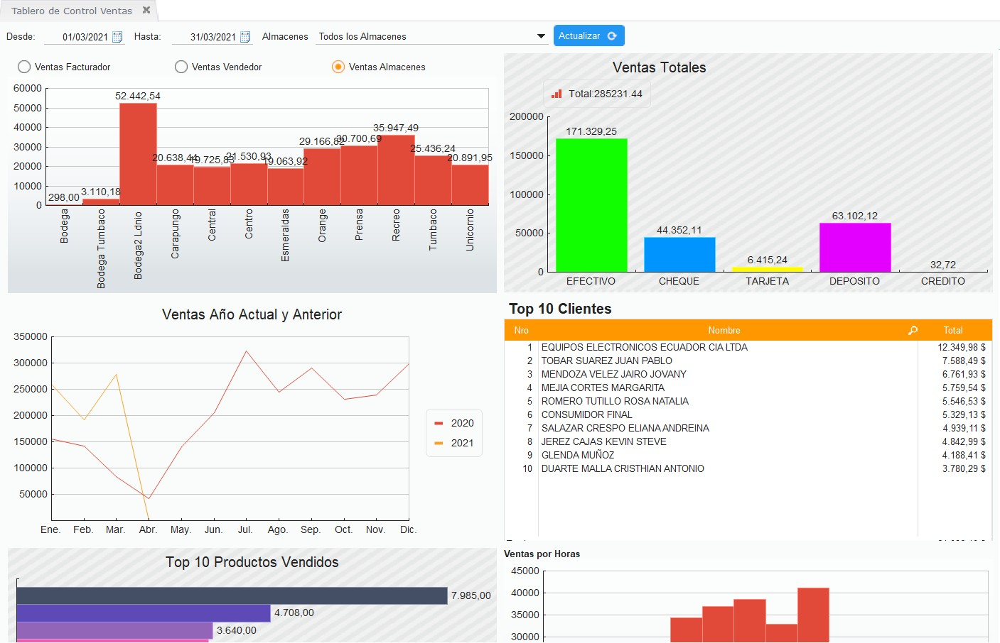 Tablero de Control Ventas
Desde: 01/03/2021 Hasta: 31/03/2021 Almacenes Todos los Almacenes Actualizar
Ventas Facturador Ventas Vendedor Ventas Almacenes
60000
50000
40000
30000
20000
10000
0
298,00
3.110,18
52.442,54
20.638,44
19.725,83
21.530,93
19.063,92
29.166,82
30.700,69
35.947,49
25.436,24
20.891,95
Bodega
Bodega Tumbaco
Bodega2 Ldnio
Carapungo
Central
Centro
Esmeraldas
Orange
Prensa
Recreo
Tumbaco
Unicornio
Ventas Totales
Total:285231.44
200000
150000
100000
50000
0
171.329,25
44.352,11
6.415,24
63.102,12
32,72
EFECTIVO CHEQUE TARJETA DEPOSITO CREDITO
Ventas Año Actual y Anterior
350000
300000
250000
200000
150000
100000
50000
Ene. Feb. Mar. Abr. May. Jun. Jul. Ago. Sep. Oct. Nov. Dic.
2020
2021
Top 10 Clientes
Nro Nombre Total
1 EQUIPOS ELECTRONICOS ECUADOR CIA LTDA 12.349,98 $
2 TOBAR SUAREZ JUAN PABLO 7.588,49 $
3 MENDOZA VELEZ JAIRO JOVANY 6.761,93 $
4 MEJIA CORTES MARGARITA 5.759,54 $
5 ROMERO TUTILLO ROSA NATALIA 5.546,53 $
6 CONSUMIDOR FINAL 5.329,13 $
7 SALAZAR CRESPO ELIANA ANDREINA 4.939,11 $
8 JEREZ CAJAS KEVIN STEVE 4.842,99 $
9 GLENDA MUÑOZ 4.188,41 $
10 DUARTE MALLA CRISTHIAN ANTONIO 3.780,29 $
Top 10 Productos Vendidos
7.985,00
4.708,00
3.640,00
Ventas por Horas
45000
40000
35000
30000